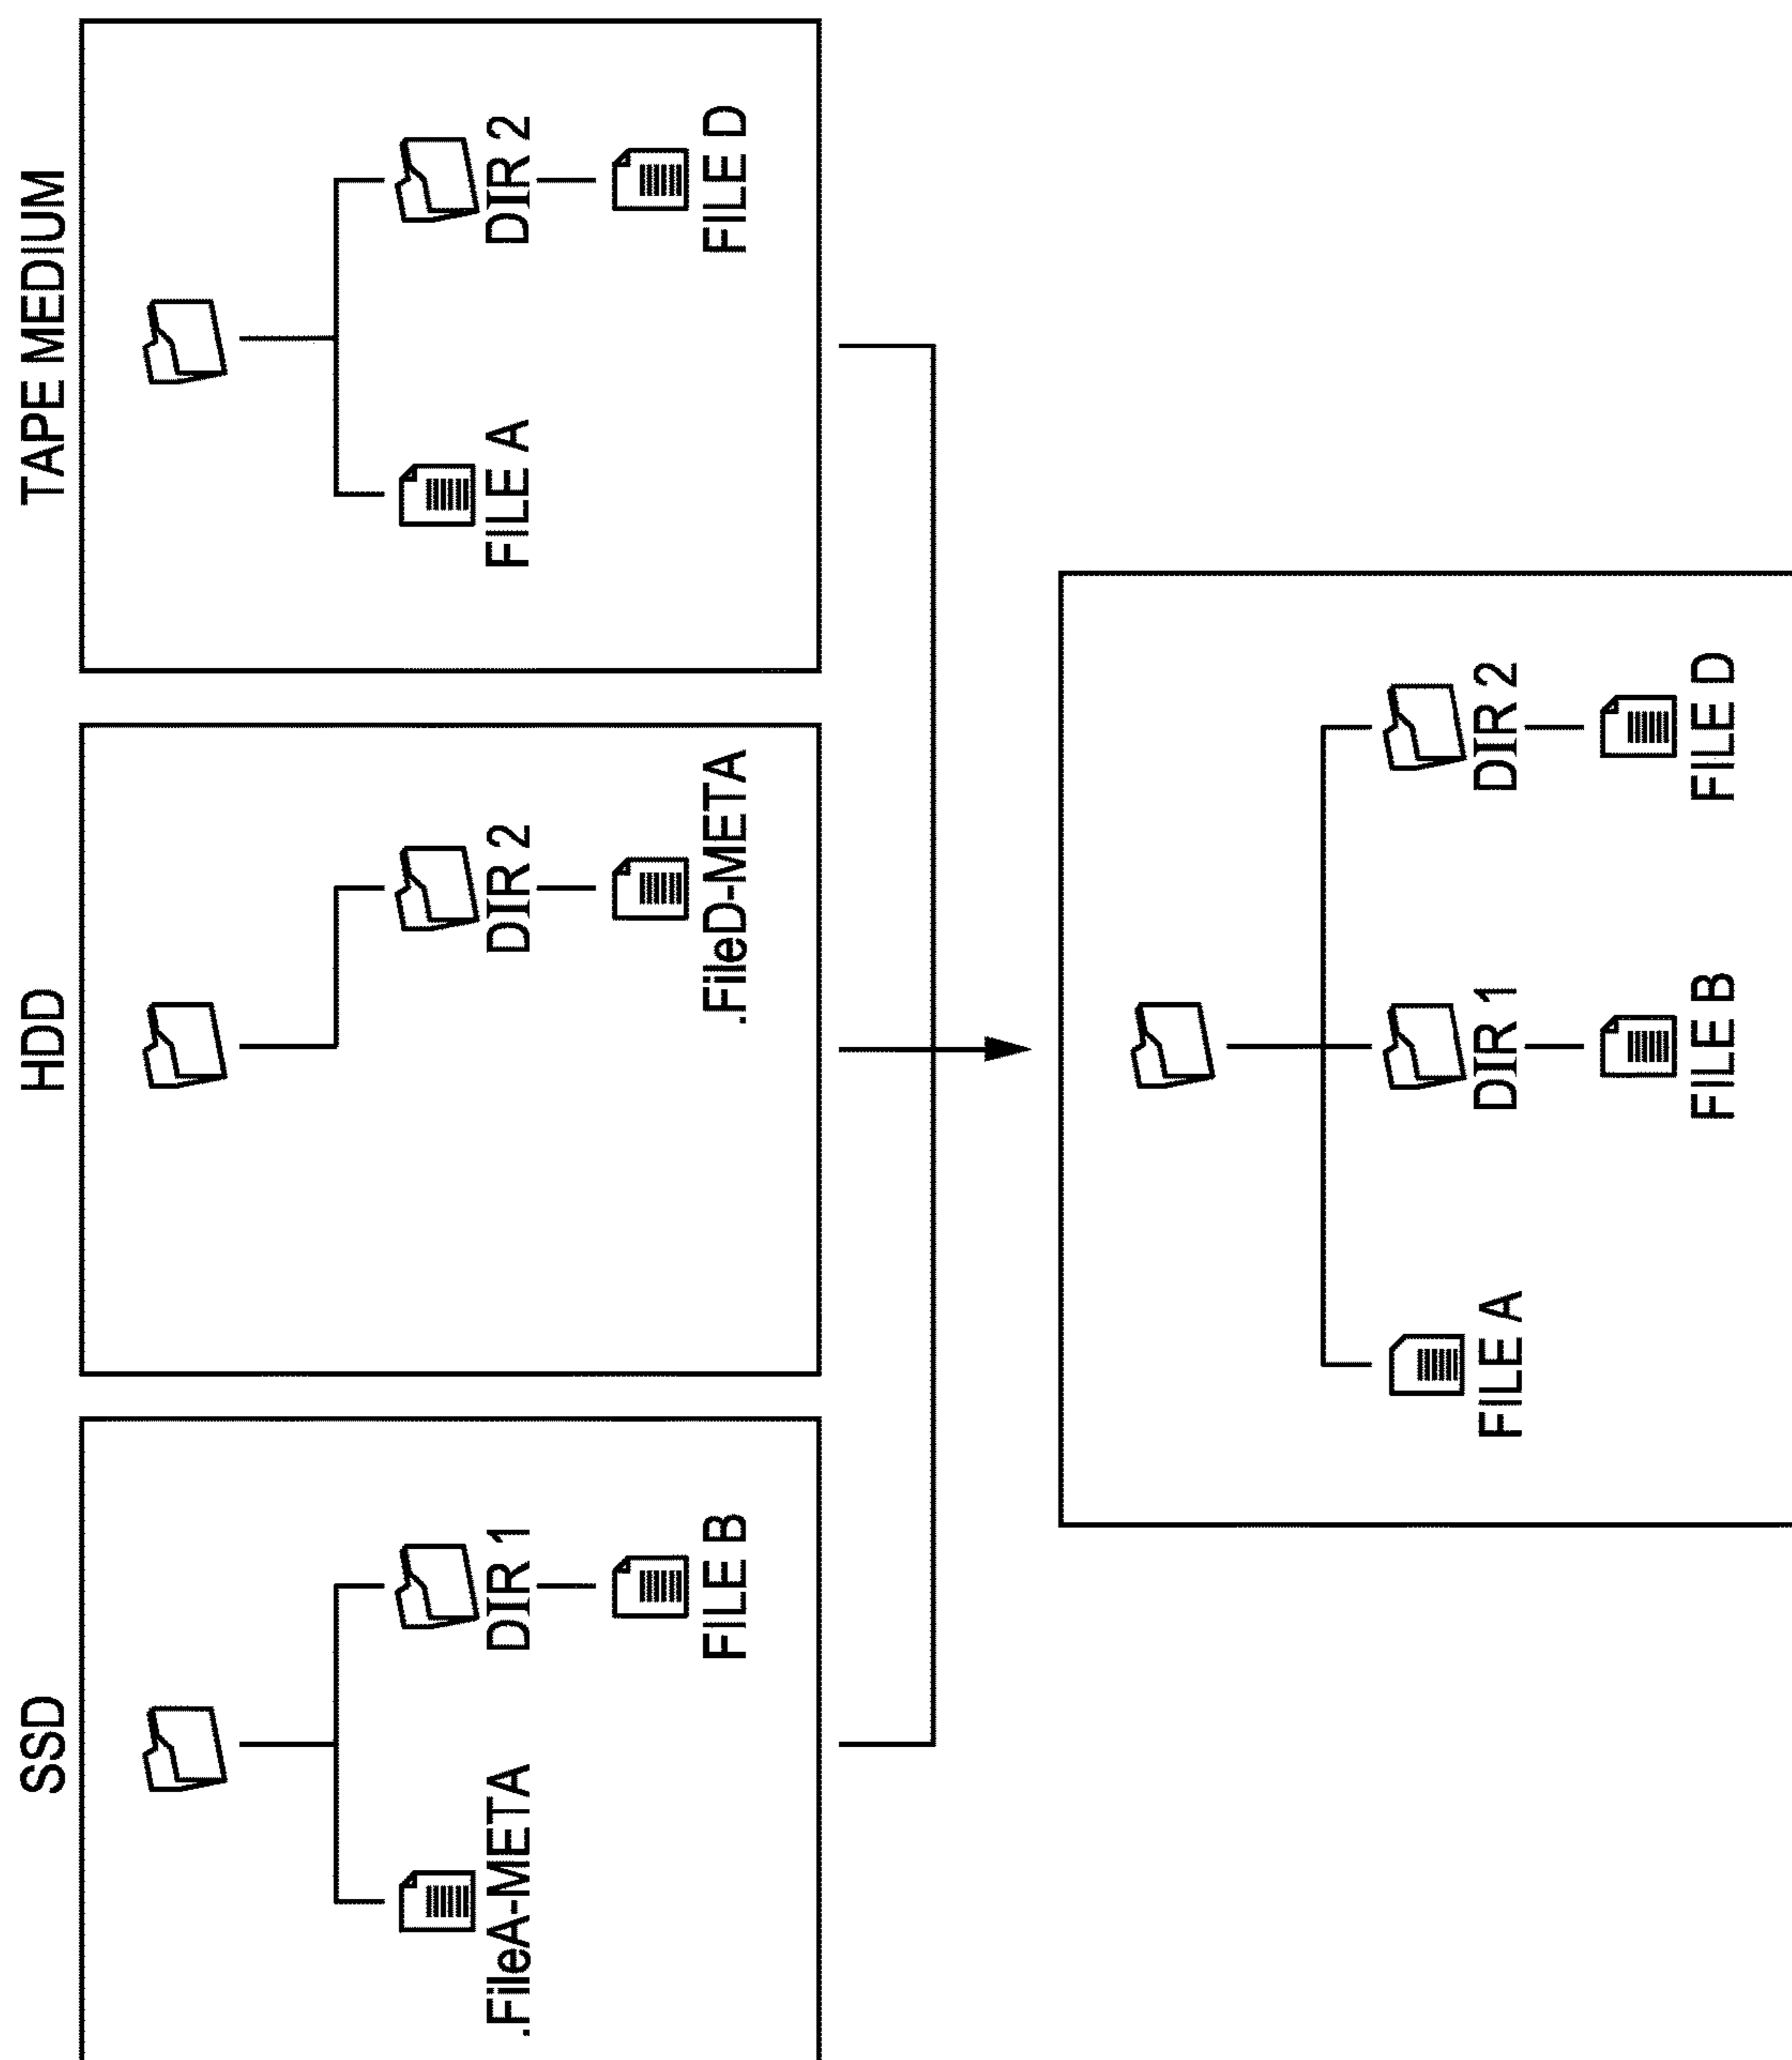 SSD
HDD
TAPE MEDIUM
.FileA-META
DIR 1
FILE B
DIR 2
.FileD-META
FILE A
DIR 2
FILE D
FILE A
DIR 1
DIR 2
FILE B
FILE D